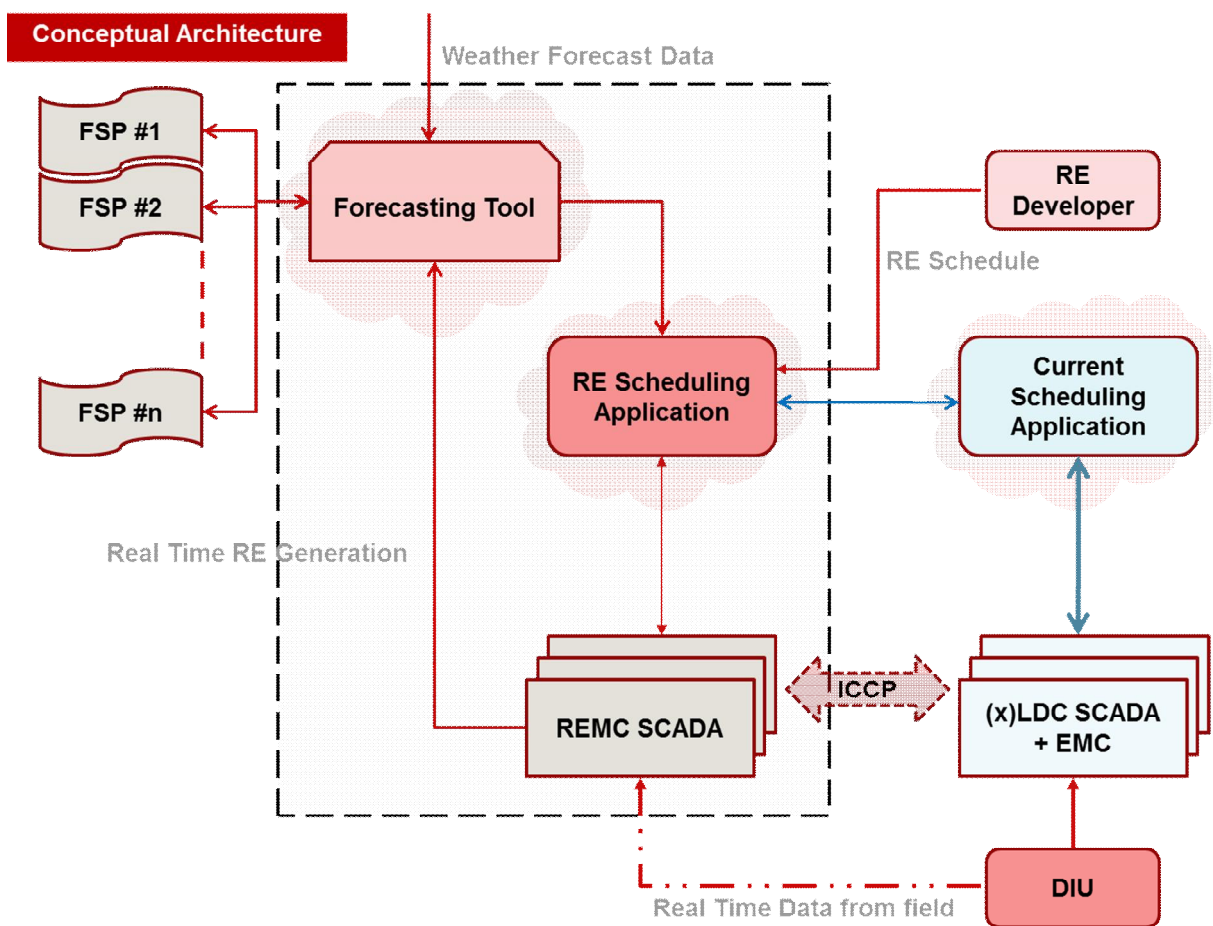 Conceptual Architecture
Weather Forecast Data
FSP #1
FSP #2
FSP #n
Forecasting Tool
RE
Developer
RE Schedule
RE Scheduling
Application
Current
Scheduling
Application
Real Time RE Generation
REMC SCADA
ICCP
(x)LDC SCADA
+ EMC
DIU
Real Time Data from field